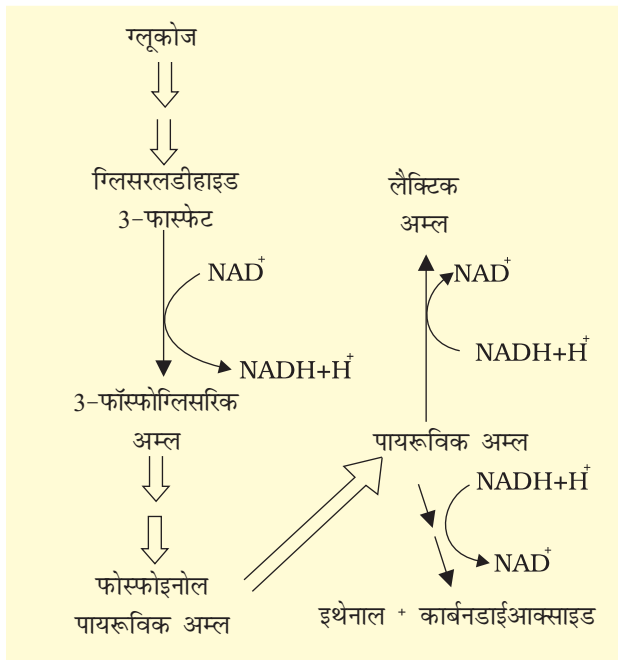 ग्लूकोज
ग्लिसरलडीहाइड
3-फास्फेट
NAD+
NADH+H+
3-फॉस्फोग्लिसरिक
अम्ल
फोस्फोइनोल
पायरूविक अम्ल
लैक्टिक
अम्ल
NAD+
NADH+H+
पायरूविक अम्ल
NADH+H+
NAD+
इथेनाल + कार्बनडाईआक्साइड